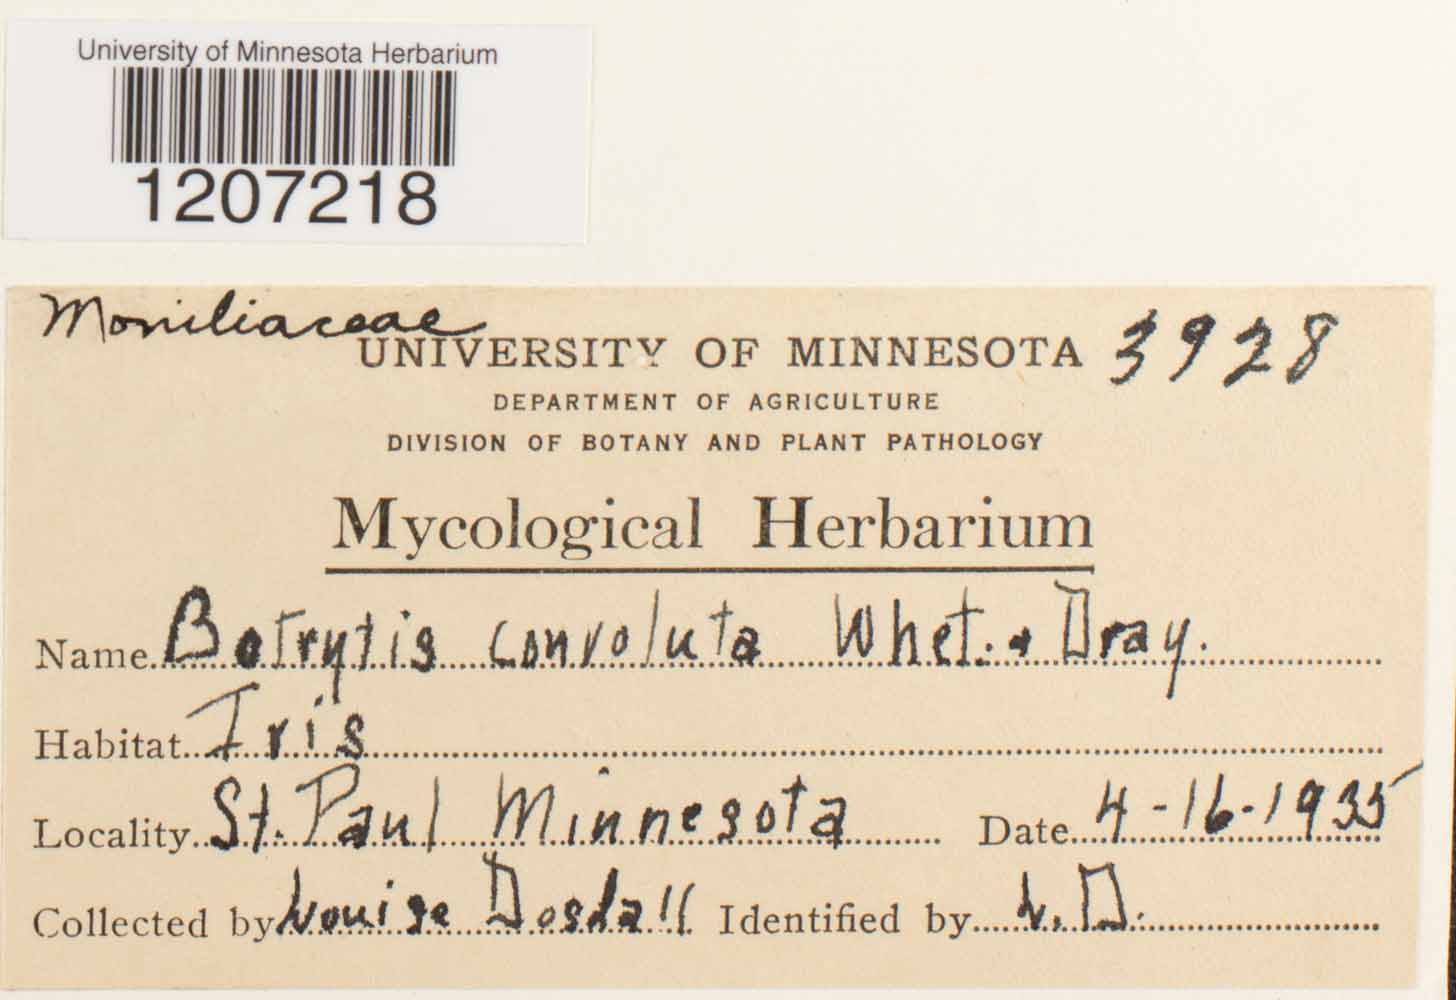 University of Minnesota Herbarium
1207218
Moniliaceae
UNIVERSITY OF MINNESOTA 3928
DEPARTMENT OF AGRICULTURE
DIVISION OF BOTANY AND PLANT PATHOLOGY
Mycological Herbarium
Name Botrytis convoluta Whet. & Dray.
Habitat Iris
Locality St. Paul Minnesota Date 4-16-1935
Collected by Louise Dosdall Identified by L. D.